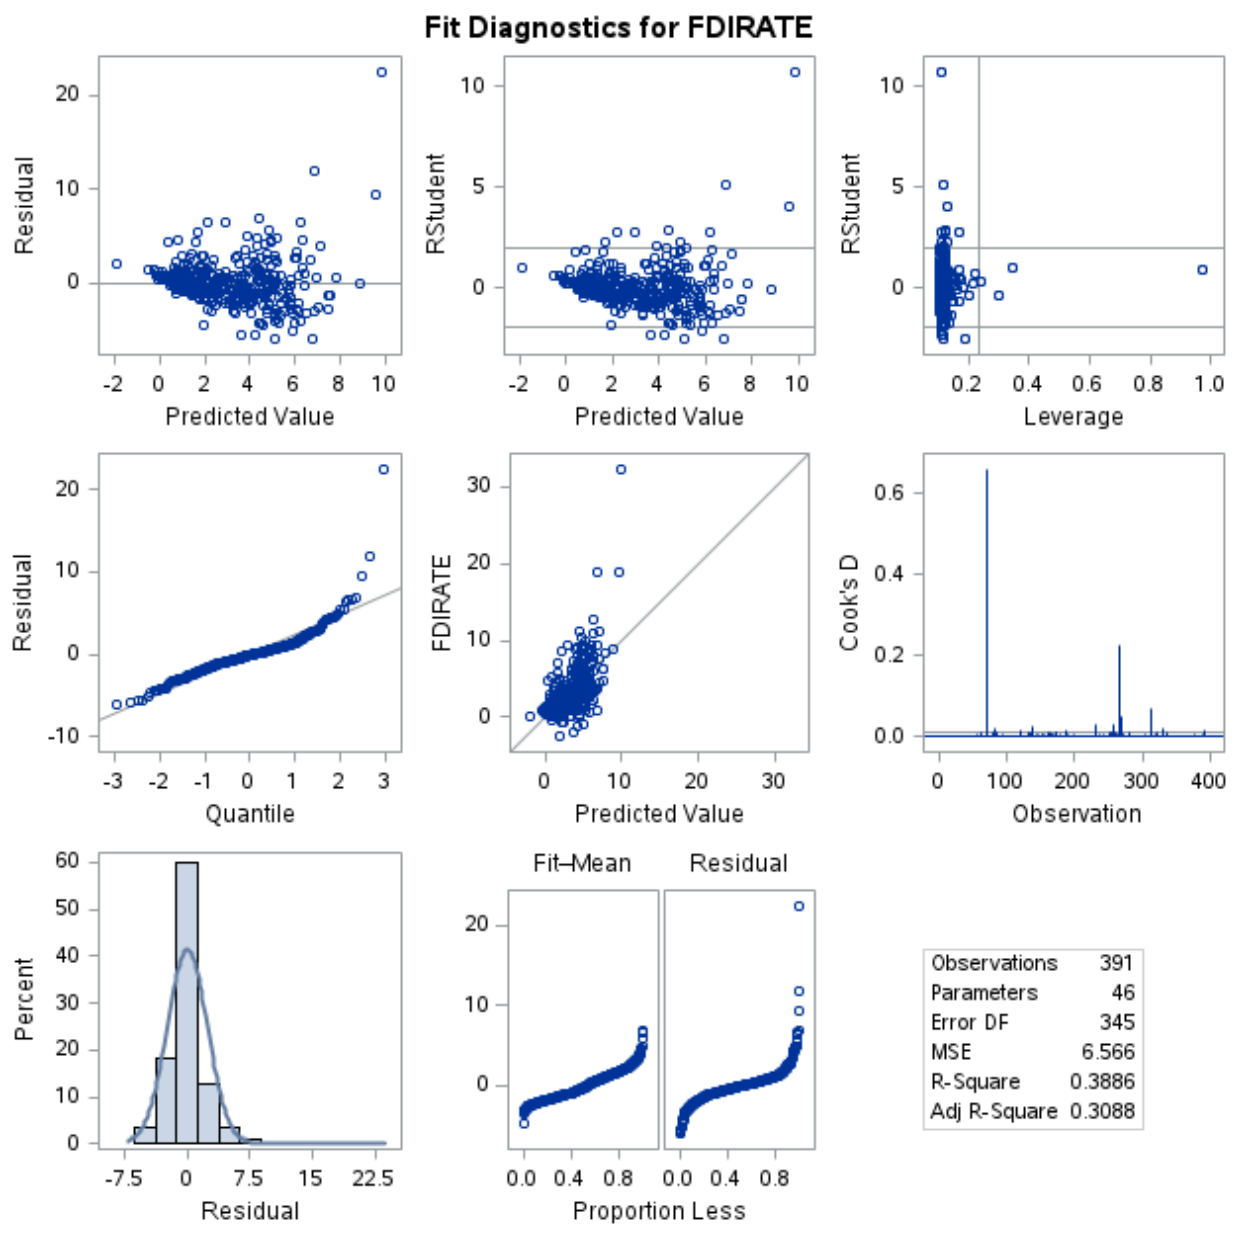 Fit Diagnostics for FDIRATE
Residual
20
10
0
-2 0 2 4 6 8 10
Predicted Value
RStudent
10
5
0
-2 0 2 4 6 8 10
Predicted Value
RStudent
10
5
0
0.2 0.4 0.6 0.8 1.0
Leverage
Residual
20
10
0
-10
-3 -2 -1 0 1 2 3
Quantile
FDIRATE
30
20
10
0
0 10 20 30
Predicted Value
Cook's D
0.6
0.4
0.2
0.0
0 100 200 300 400
Observation
Percent
60
50
40
30
20
10
0
-7.5 0 7.5 15 22.5
Residual
Fit–Mean Residual
20
10
0
0.0 0.4 0.8 0.0 0.4 0.8
Proportion Less
Observations 391
Parameters 46
Error DF 345
MSE 6.566
R-Square 0.3886
Adj R-Square 0.3088